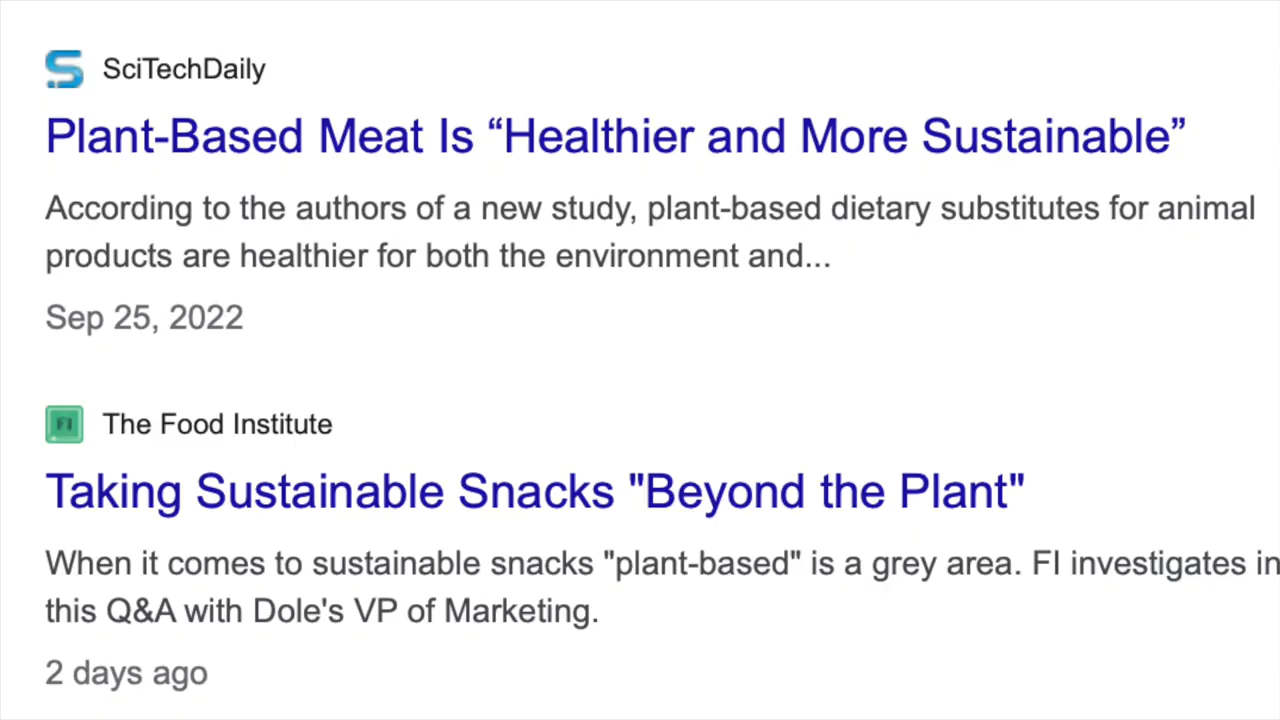 SciTechDaily
Plant-Based Meat Is “Healthier and More Sustainable”
According to the authors of a new study, plant-based dietary substitutes for animal
products are healthier for both the environment and...
Sep 25, 2022
FI
The Food Institute
Taking Sustainable Snacks "Beyond the Plant"
When it comes to sustainable snacks "plant-based" is a grey area. FI investigates in
this Q&A with Dole's VP of Marketing.
2 days ago